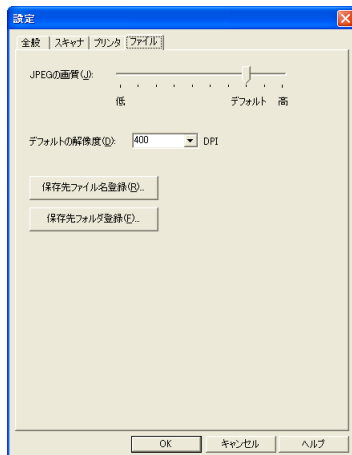 設定
全般 スキャナ プリンタ ファイル
JPEGの画質(J):
低 デフォルト 高
デフォルトの解像度(D): 400 DPI
保存先ファイル名登録(R)...
保存先フォルダ登録(F)...
OK キャンセル ヘルプ